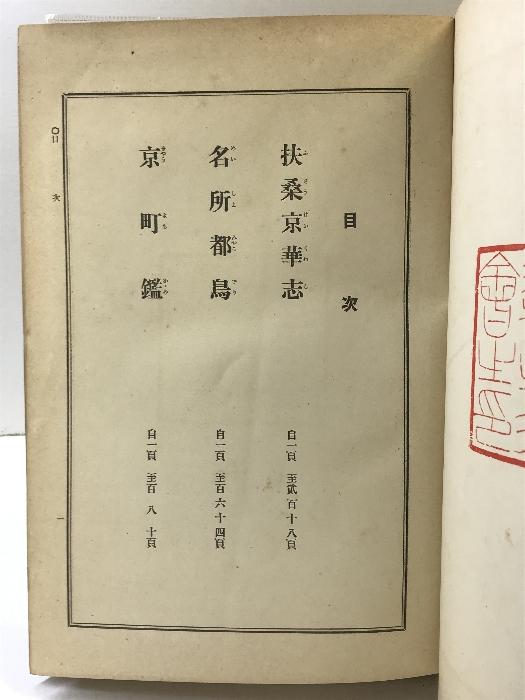 目次
扶桑京華志 自一頁 至貳百十八頁
名所都鳥 自一頁 至百六十四頁
京町鑑 自一頁 至百八十頁
目次
一